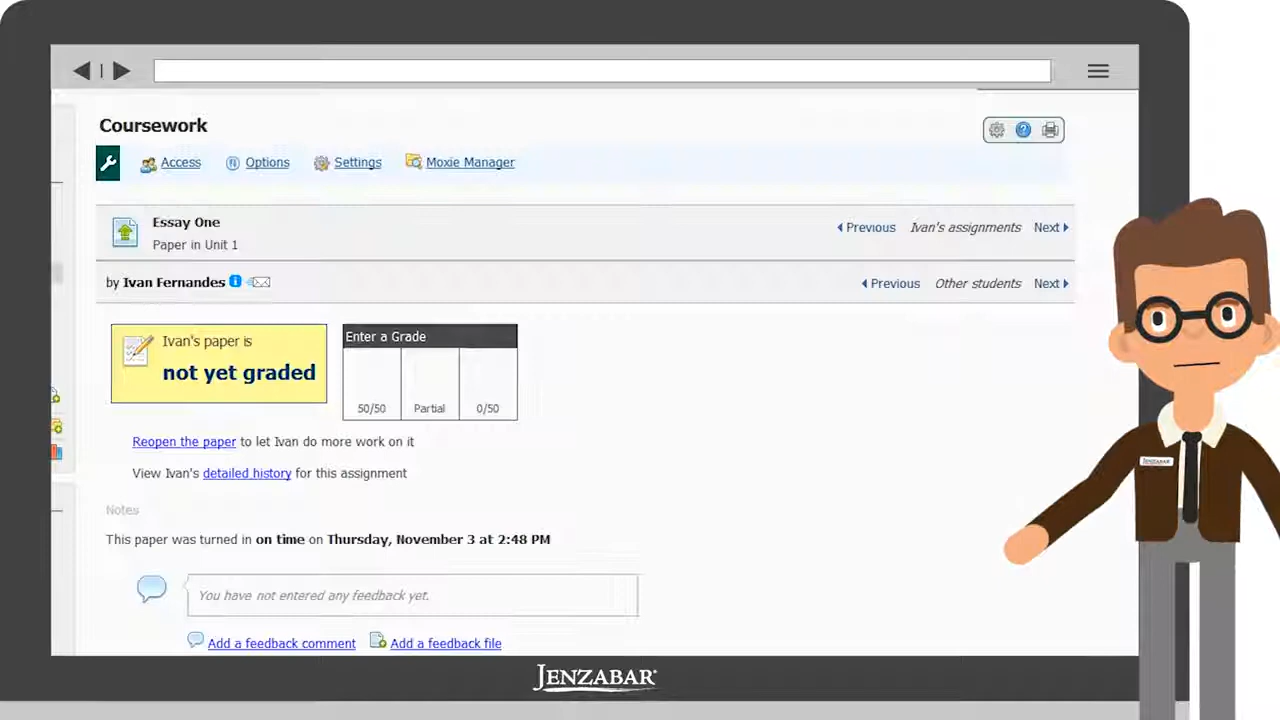 Coursework
Access Options Settings Moxie Manager
Essay One
Paper in Unit 1
Previous Ivan's assignments Next
by Ivan Fernandes
Previous Other students Next
Ivan's paper is
not yet graded
Enter a Grade
50/50 Partial 0/50
Reopen the paper to let Ivan do more work on it
View Ivan's detailed history for this assignment
Notes
This paper was turned in on time on Thursday, November 3 at 2:48 PM
You have not entered any feedback yet.
Add a feedback comment Add a feedback file
JENZABAR
JENZABAR